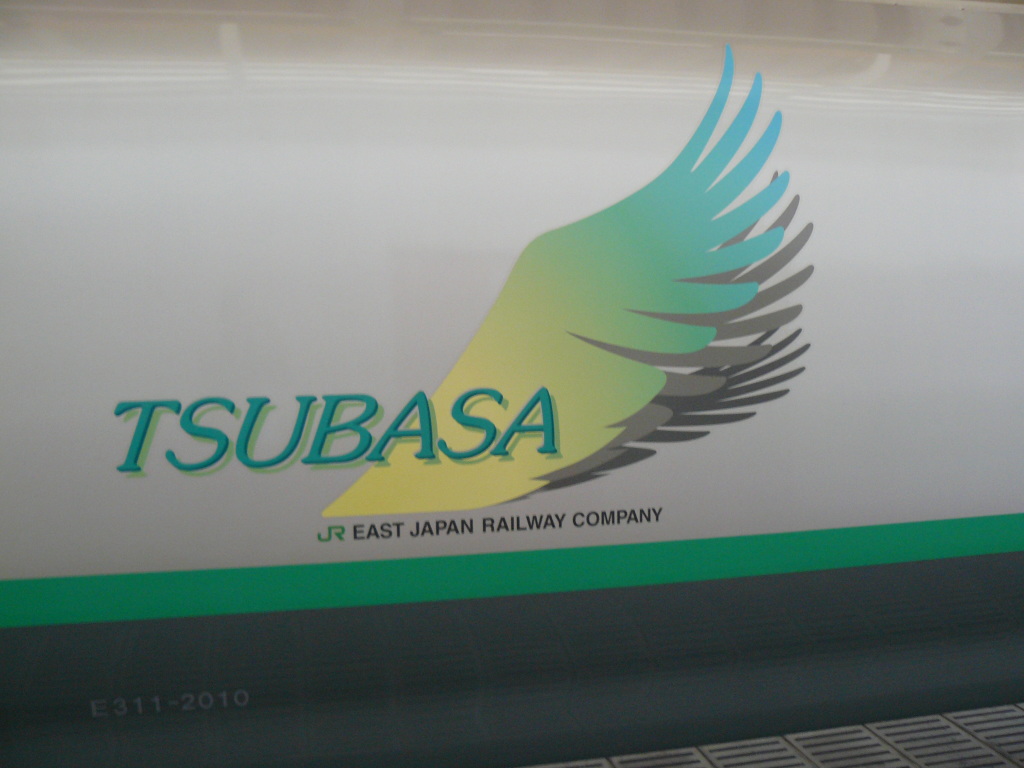 TSUBASA
JR EAST JAPAN RAILWAY COMPANY
E311-2010